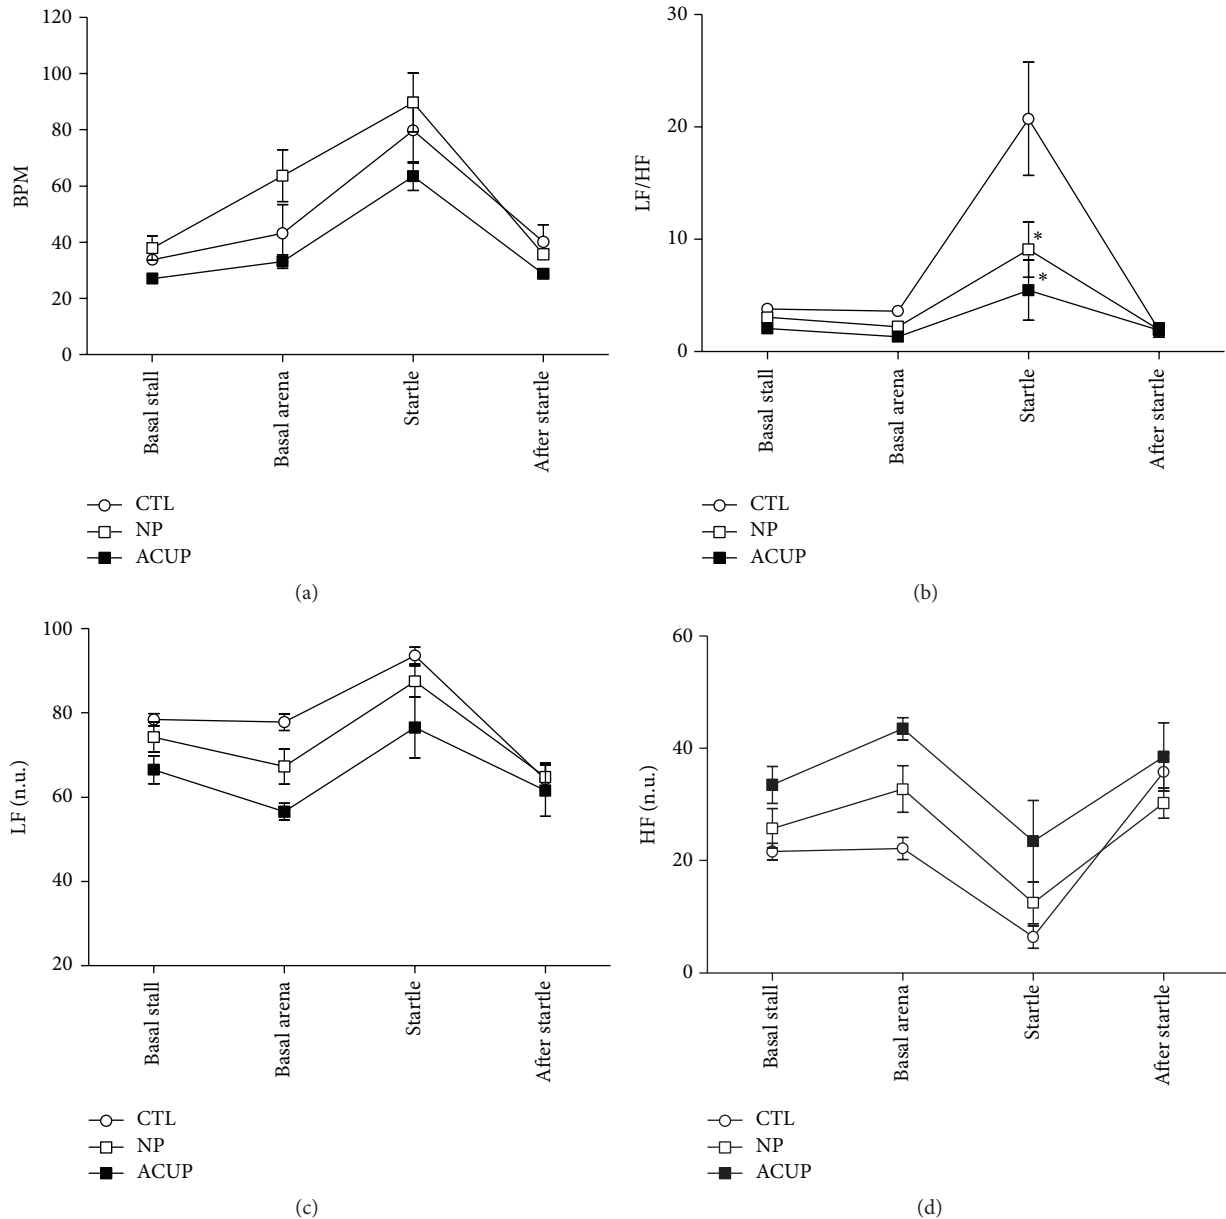 120
100
80
60
40
20
0
BPM
Basal stall
Basal arena
Startle
After startle
CTL
NP
ACUP
(a)
30
20
10
0
LF/HF
*
*
Basal stall
Basal arena
Startle
After startle
CTL
NP
ACUP
(b)
100
80
60
40
20
LF (n.u.)
Basal stall
Basal arena
Startle
After startle
CTL
NP
ACUP
(c)
60
40
20
0
HF (n.u.)
Basal stall
Basal arena
Startle
After startle
CTL
NP
ACUP
(d)